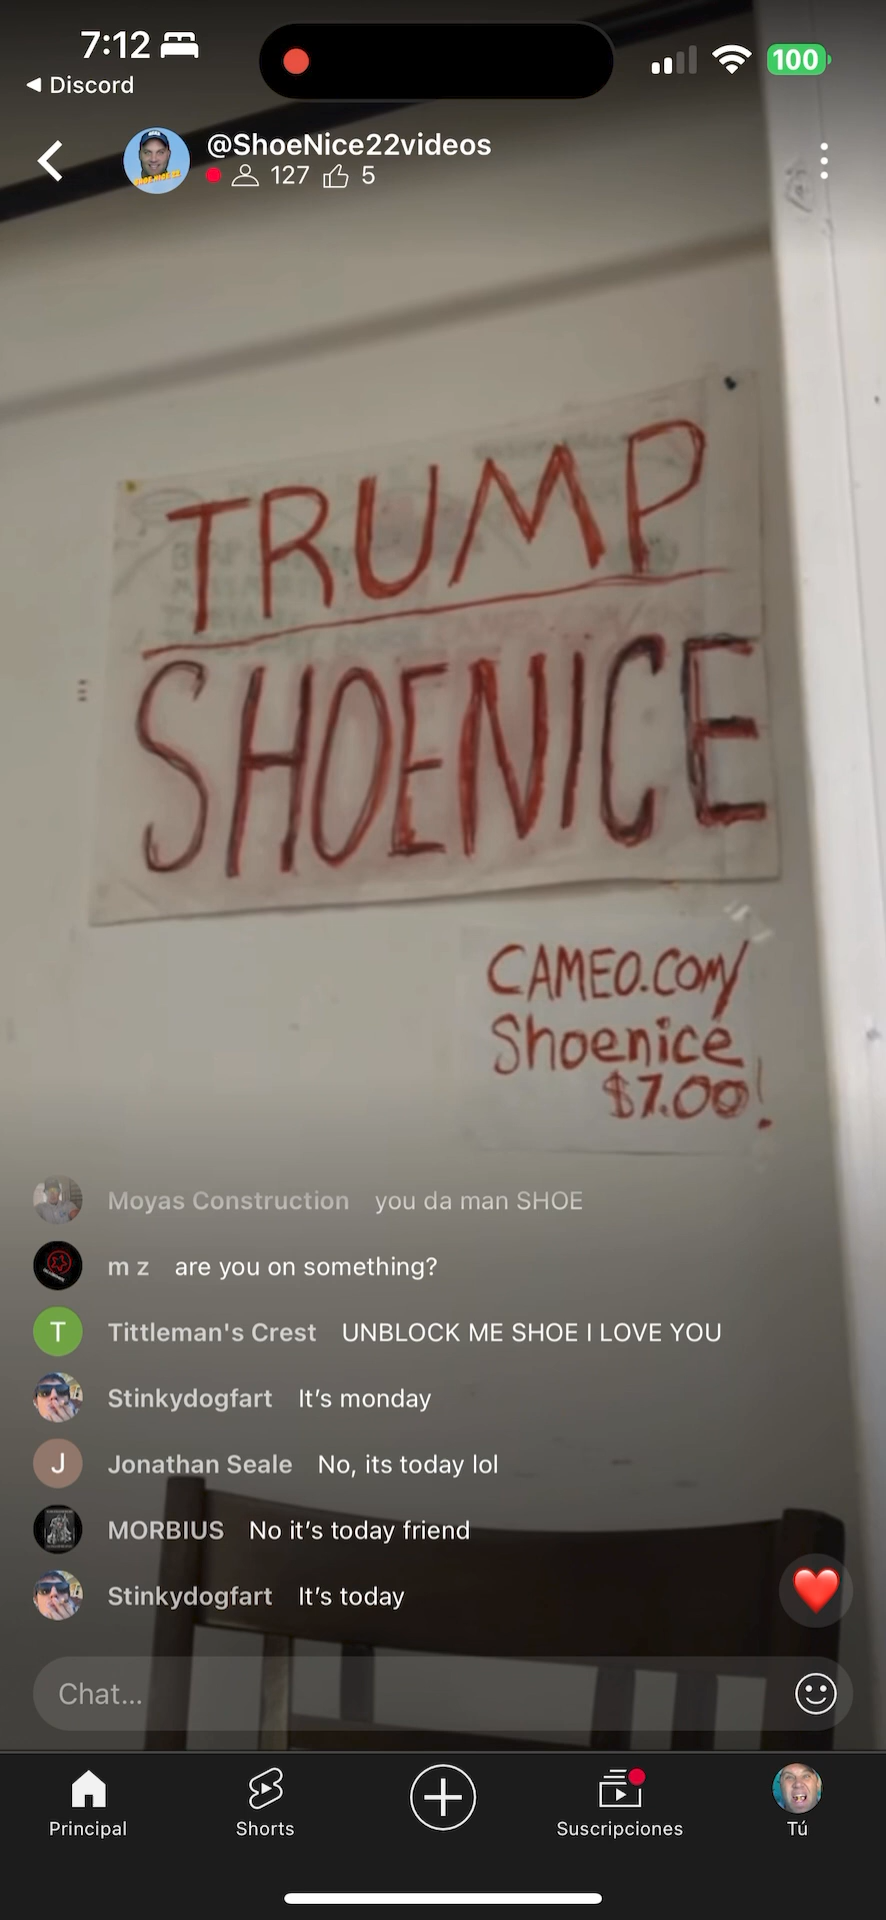 7:12
100
Discord
@ShoeNice22videos
127 5
TRUMP
SHOENICE
CAMEO.COM/
Shoenice
$7.00!
Moyas Construction you da man SHOE
m z are you on something?
T Tittleman's Crest UNBLOCK ME SHOE I LOVE YOU
Stinkydogfart It’s monday
J Jonathan Seale No, its today lol
MORBIUS No it’s today friend
Stinkydogfart It’s today
Chat...
Principal
Shorts
Suscripciones
Tú